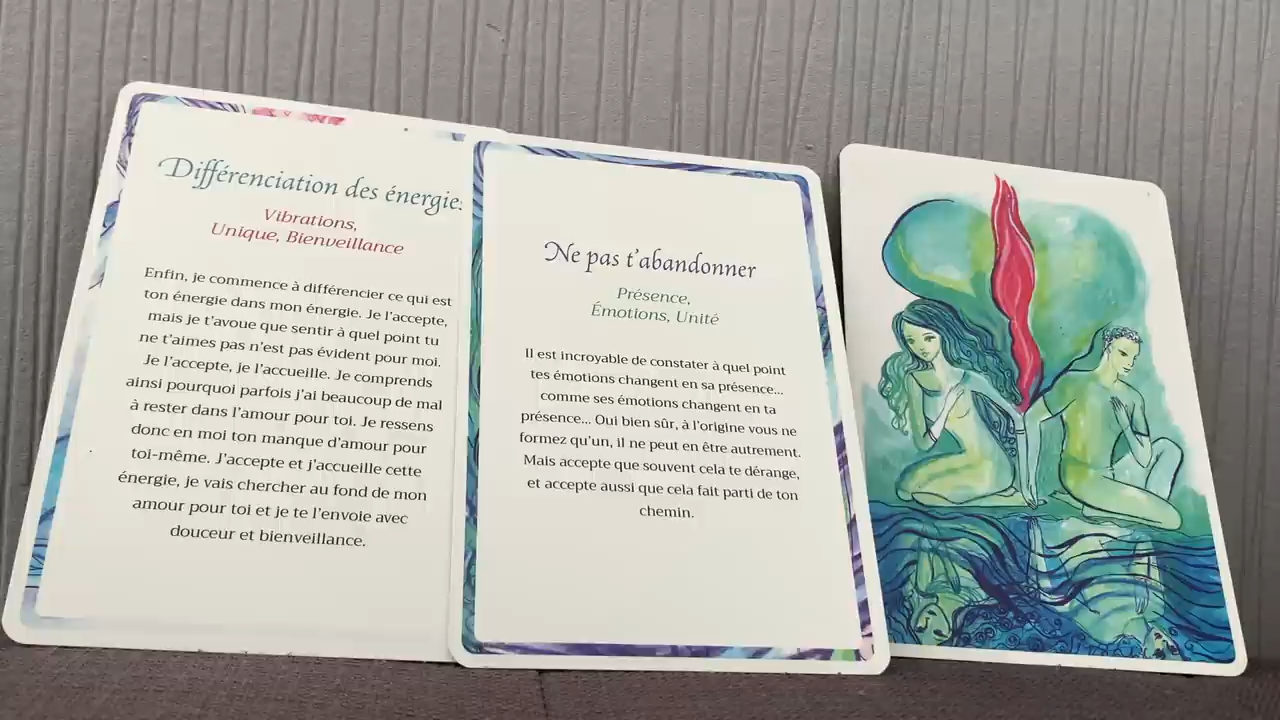 Différenciation des énergies
Vibrations,
Unique, Bienveillance
Enfin, je commence à différencier ce qui est
ton énergie dans mon énergie. Je l'accepte,
mais je t'avoue que sentir à quel point tu
ne t'aimes pas n'est pas évident pour moi.
Je l'accepte, je l'accueille. Je comprends
ainsi pourquoi parfois j'ai beaucoup de mal
à rester dans l'amour pour toi. Je ressens
donc en moi ton manque d'amour pour
toi-même. J'accepte et j'accueille cette
énergie, je vais chercher au fond de mon
amour pour toi et je te l'envoie avec
douceur et bienveillance.
Ne pas t'abandonner
Présence,
Émotions, Unité
Il est incroyable de constater à quel point
tes émotions changent en sa présence...
comme ses émotions changent en ta
présence... Oui bien sûr, à l'origine vous ne
formez qu'un, il ne peut en être autrement.
Mais accepte que souvent cela te dérange,
et accepte aussi que cela fait parti de ton
chemin.